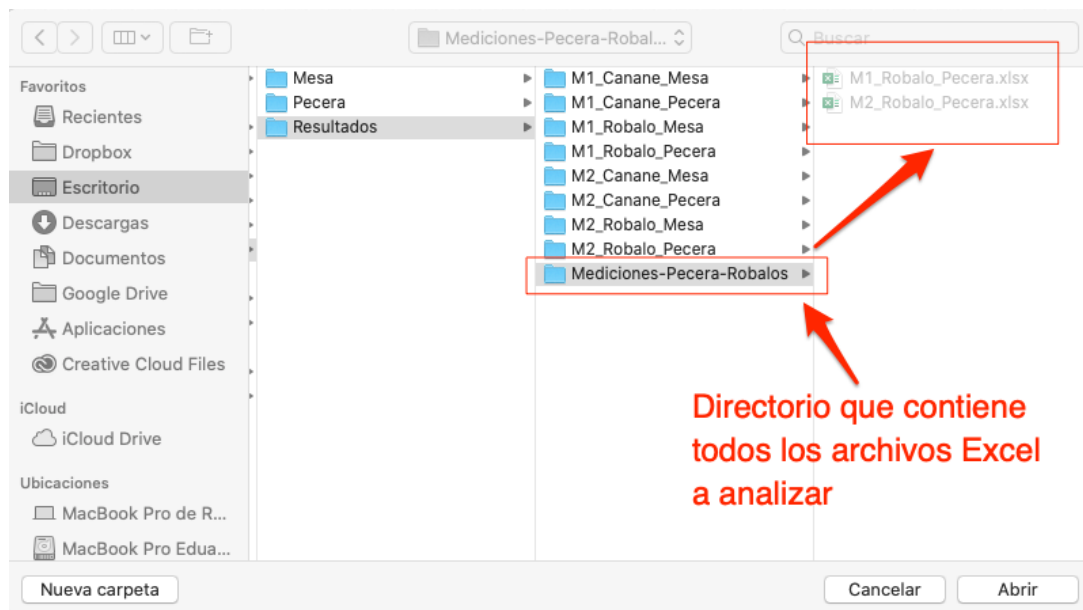 Mediciones-Pecera-Robal...
Buscar
Favoritos
Recientes
Dropbox
Escritorio
Descargas
Documentos
Google Drive
Aplicaciones
Creative Cloud Files
iCloud
iCloud Drive
Ubicaciones
MacBook Pro de R...
MacBook Pro Edua...
Mesa
Pecera
Resultados
M1_Canane_Mesa
M1_Canane_Pecera
M1_Robalo_Mesa
M1_Robalo_Pecera
M2_Canane_Mesa
M2_Canane_Pecera
M2_Robalo_Mesa
M2_Robalo_Pecera
Mediciones-Pecera-Robalos
M1_Robalo_Pecera.xlsx
M2_Robalo_Pecera.xlsx
Directorio que contiene
todos los archivos Excel
a analizar
Nueva carpeta
Cancelar
Abrir